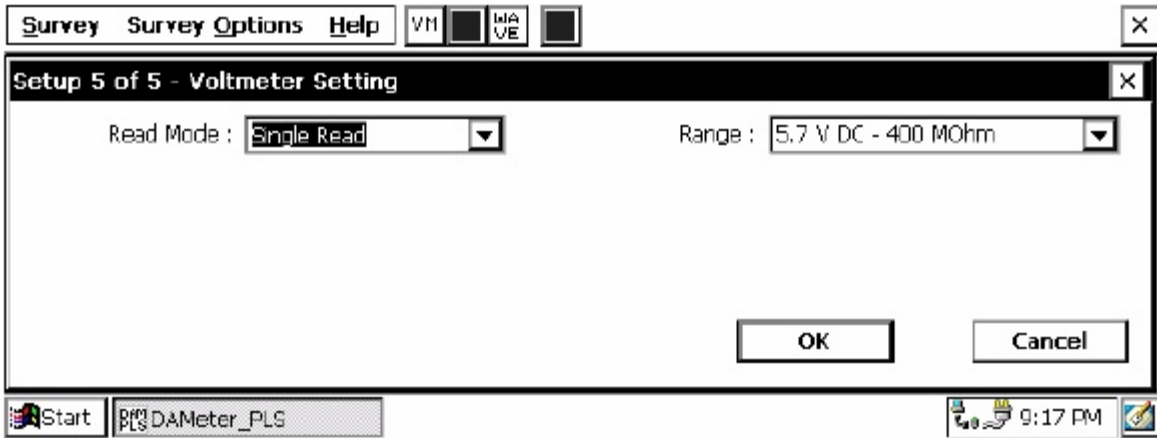 Survey Survey Options Help VM WA VE
Setup 5 of 5 - Voltmeter Setting
Read Mode : Single Read Range : 5.7 V DC - 400 MOhm
OK Cancel
Start DAMeter_PLS 9:17 PM